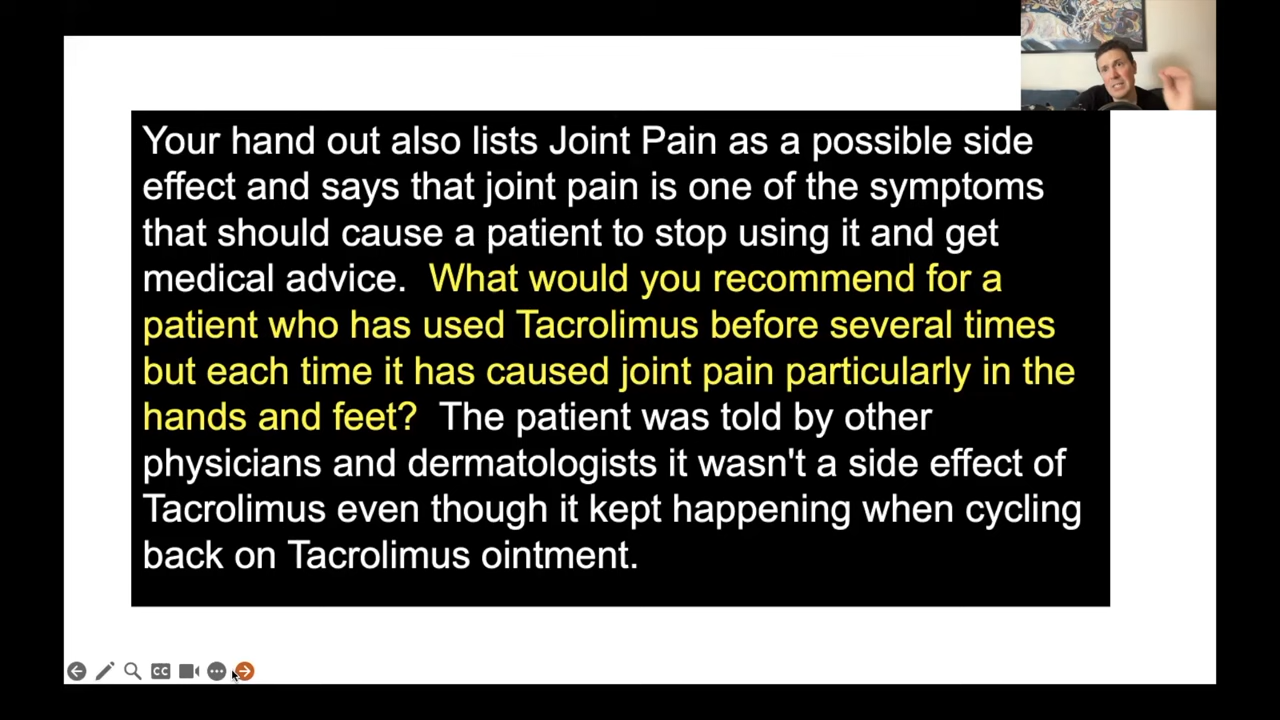 Your hand out also lists Joint Pain as a possible side
effect and says that joint pain is one of the symptoms
that should cause a patient to stop using it and get
medical advice. What would you recommend for a
patient who has used Tacrolimus before several times
but each time it has caused joint pain particularly in the
hands and feet? The patient was told by other
physicians and dermatologists it wasn't a side effect of
Tacrolimus even though it kept happening when cycling
back on Tacrolimus ointment.
CC